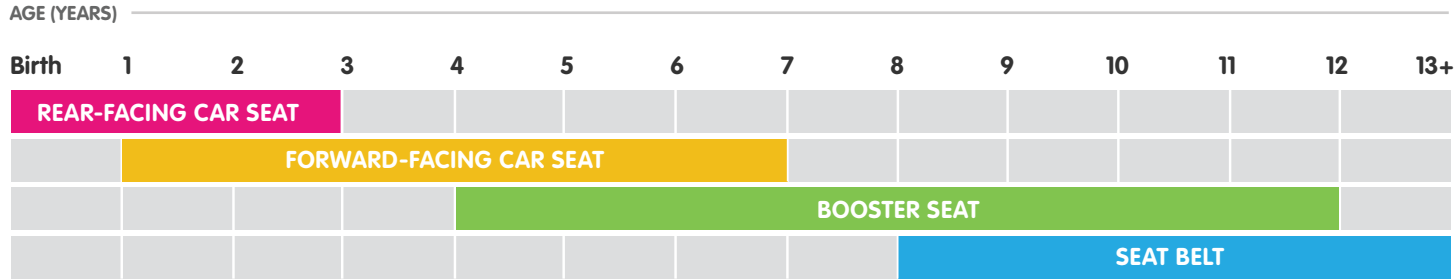 AGE (YEARS)
Birth 1 2 3 4 5 6 7 8 9 10 11 12 13+
REAR-FACING CAR SEAT
FORWARD-FACING CAR SEAT
BOOSTER SEAT
SEAT BELT